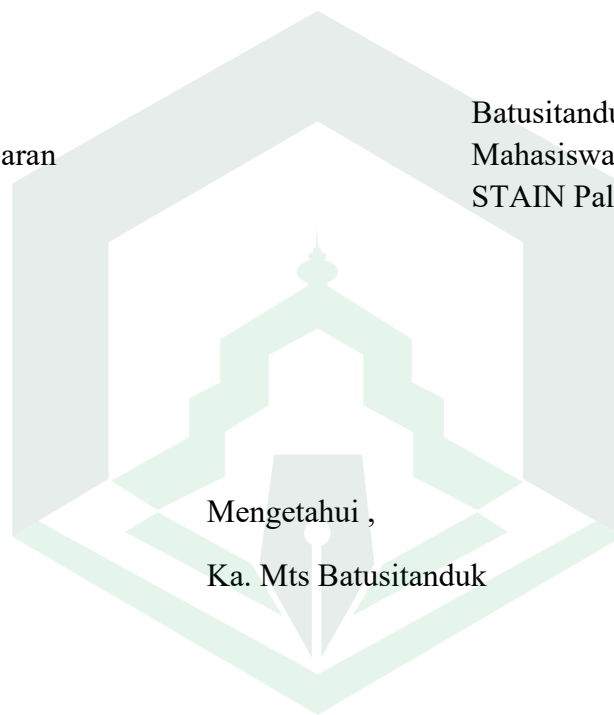 Batusitandu
aran
Mahasiswa
STAIN Pal
Mengetahui ,
Ka. Mts Batusitanduk